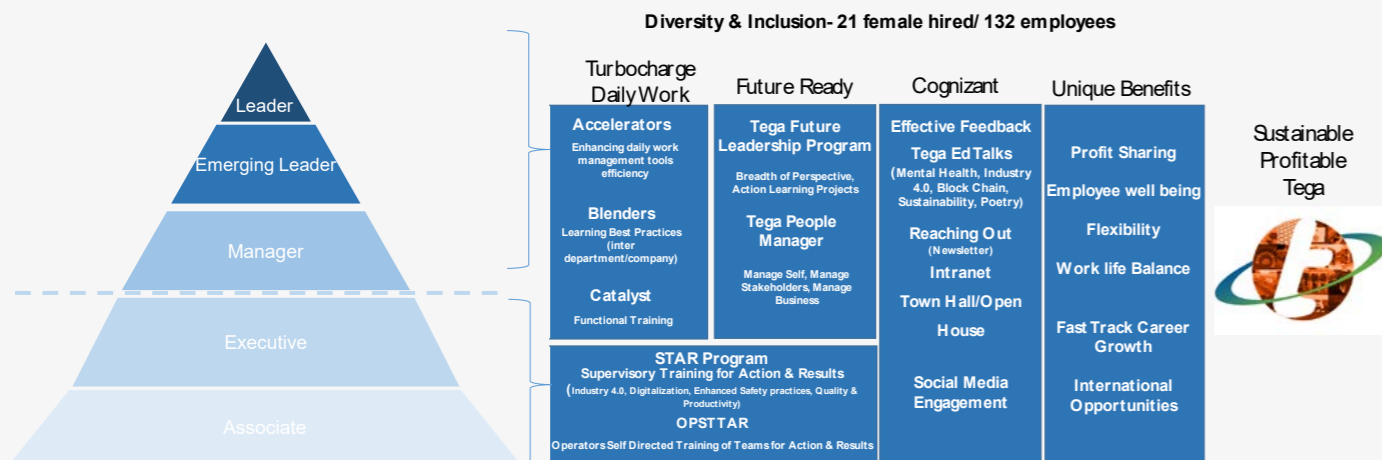 Diversity & Inclusion- 21 female hired/ 132 employees
Leader
Emerging Leader
Manager
Executive
Associate
Turbocharge
Daily Work
Accelerators
Enhancing daily work
management tools
efficiency
Blenders
Learning Best Practices
(inter
department/company)
Catalyst
Functional Training
Future Ready
Tega Future
Leadership Program
Breadth of Perspective,
Action Learning Projects
Tega People
Manager
Manage Self, Manage
Stakeholders, Manage
Business
STAR Program
Supervisory Training for Action & Results
(Industry 4.0, Digitalization, Enhanced Safety practices, Quality &
Productivity)
OPSTTAR
Operators Self Directed Training of Teams for Action & Results
Cognizant
Effective Feedback
Tega Ed Talks
(Mental Health, Industry
4.0, Block Chain,
Sustainability, Poetry)
Reaching Out
(Newsletter)
Intranet
Town Hall/Open
House
Social Media
Engagement
Unique Benefits
Profit Sharing
Employee well being
Flexibility
Work life Balance
Fast Track Career
Growth
International
Opportunities
Sustainable
Profitable
Tega